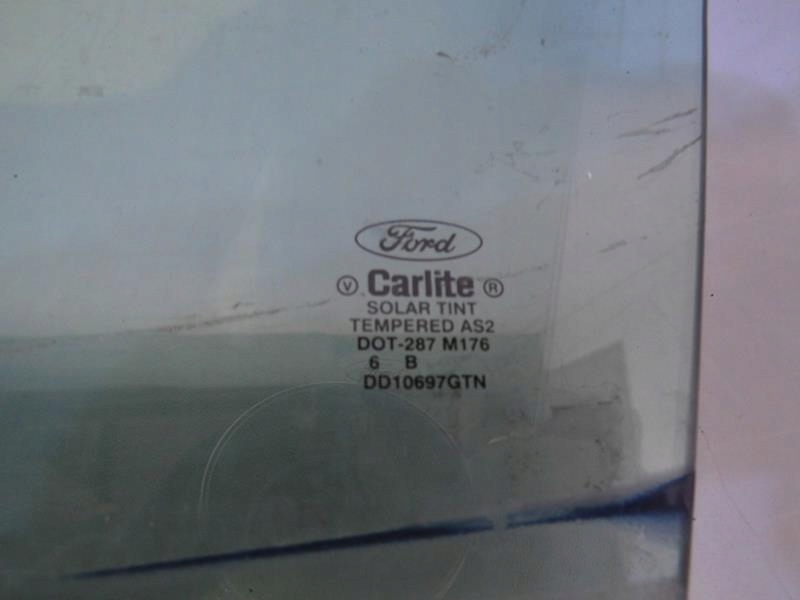 Ford
V Carlite R
SOLAR TINT
TEMPERED AS2
DOT-287 M176
6 B
DD10697GTN